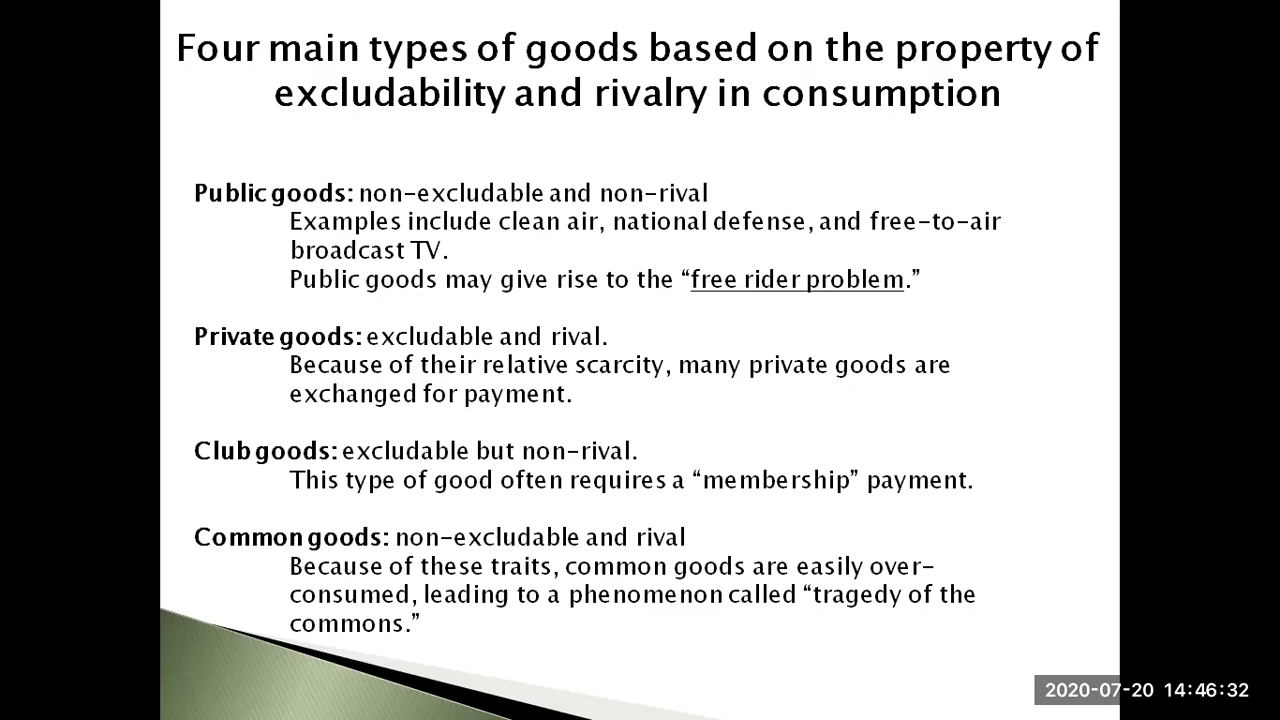 Four main types of goods based on the property of
excludability and rivalry in consumption
Public goods: non-excludable and non-rival
Examples include clean air, national defense, and free-to-air
broadcast TV.
Public goods may give rise to the “free rider problem.”
Private goods: excludable and rival.
Because of their relative scarcity, many private goods are
exchanged for payment.
Club goods: excludable but non-rival.
This type of good often requires a “membership” payment.
Common goods: non-excludable and rival
Because of these traits, common goods are easily over-
consumed, leading to a phenomenon called “tragedy of the
commons.”
2020-07-20 14:46:32